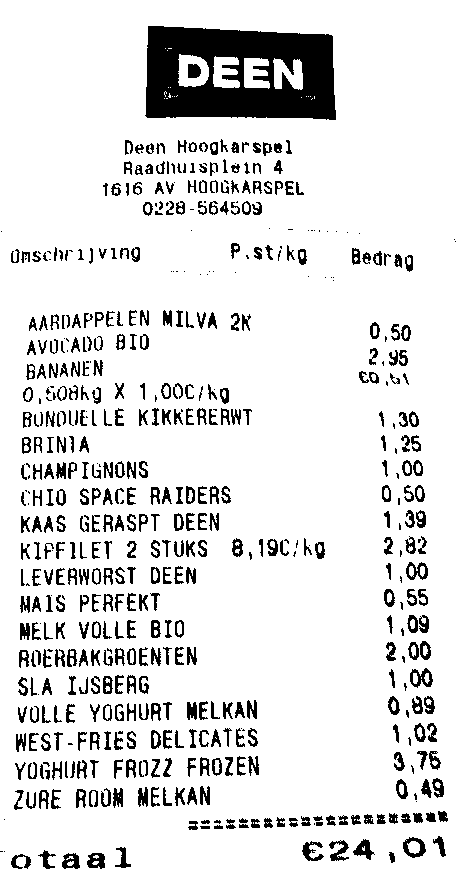 DEEN
Deen Hoogkarspel
Raadhuisplein 4
1616 AV HOOGKARSPEL
0228-564509
Omschrijving P.st/kg Bedrag
AARDAPPELEN MILVA 2K 0,50
AVOCADO BIO 2,95
BANANEN €0,51
0,508kg X 1,00€/kg
BONDUELLE KIKKERERWT 1,30
BRINTA 1,25
CHAMPIGNONS 1,00
CHIO SPACE RAIDERS 0,50
KAAS GERASPT DEEN 1,39
KIPFILET 2 STUKS 8,19€/kg 2,82
LEVERWORST DEEN 1,00
MAIS PERFEKT 0,55
MELK VOLLE BIO 1,09
ROERBAKGROENTEN 2,00
SLA IJSBERG 1,00
VOLLE YOGHURT MELKAN 0,89
WEST-FRIES DELICATES 1,02
YOGHURT FROZZ FROZEN 3,75
ZURE ROOM MELKAN 0,49
otaal €24,01